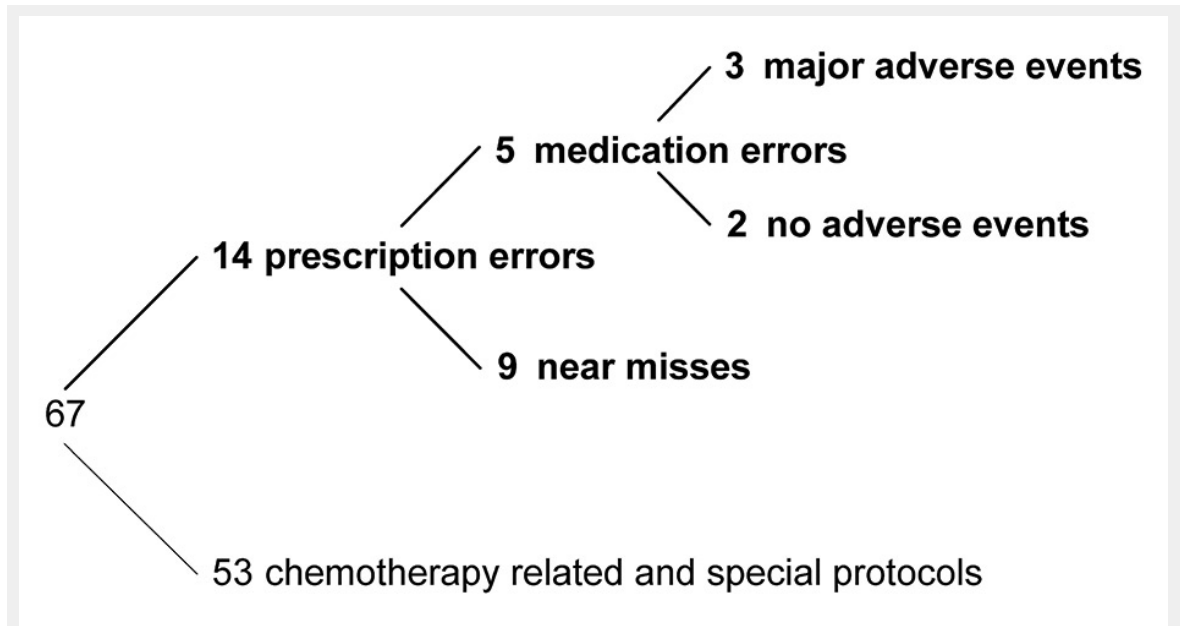 3 major adverse events
5 medication errors
2 no adverse events
14 prescription errors
9 near misses
67
53 chemotherapy related and special protocols